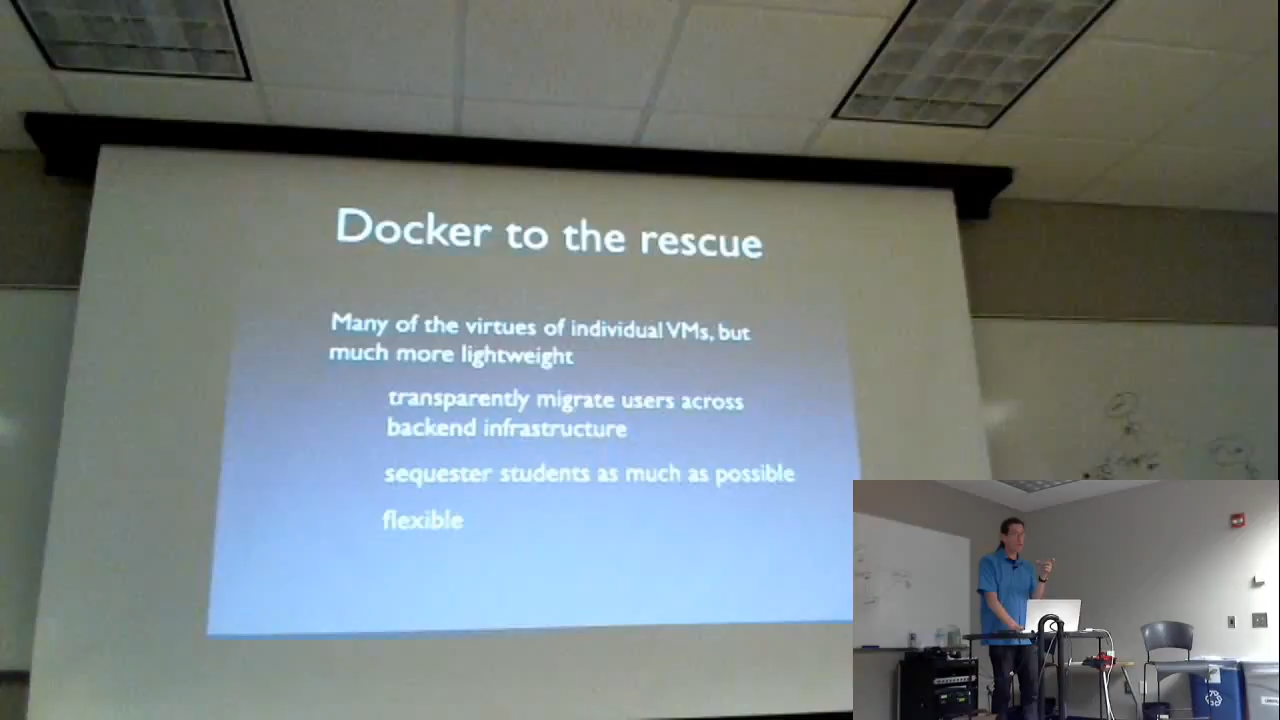 Docker to the rescue
Many of the virtues of individual VMs, but
much more lightweight
transparently migrate users across
backend infrastructure
sequester students as much as possible
flexible